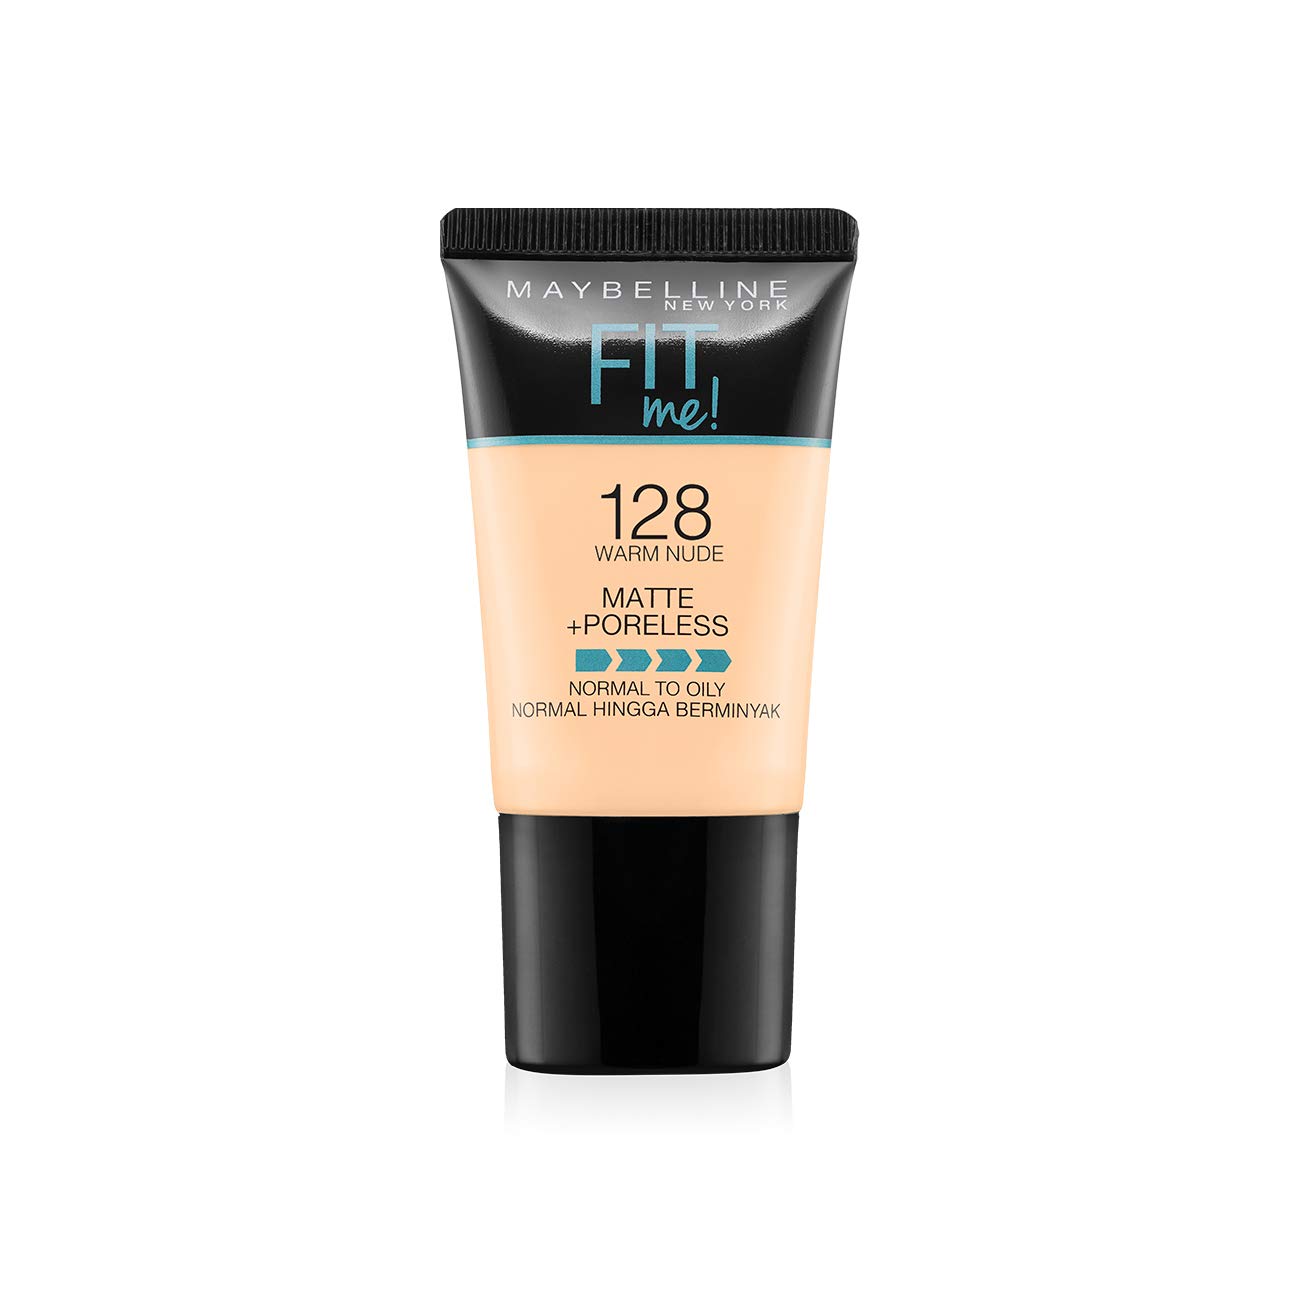 MAYBELLINE
NEW YORK
FIT
me!
128
WARM NUDE
MATTE
+PORELESS
NORMAL TO OILY
NORMAL HINGGA BERMINYAK